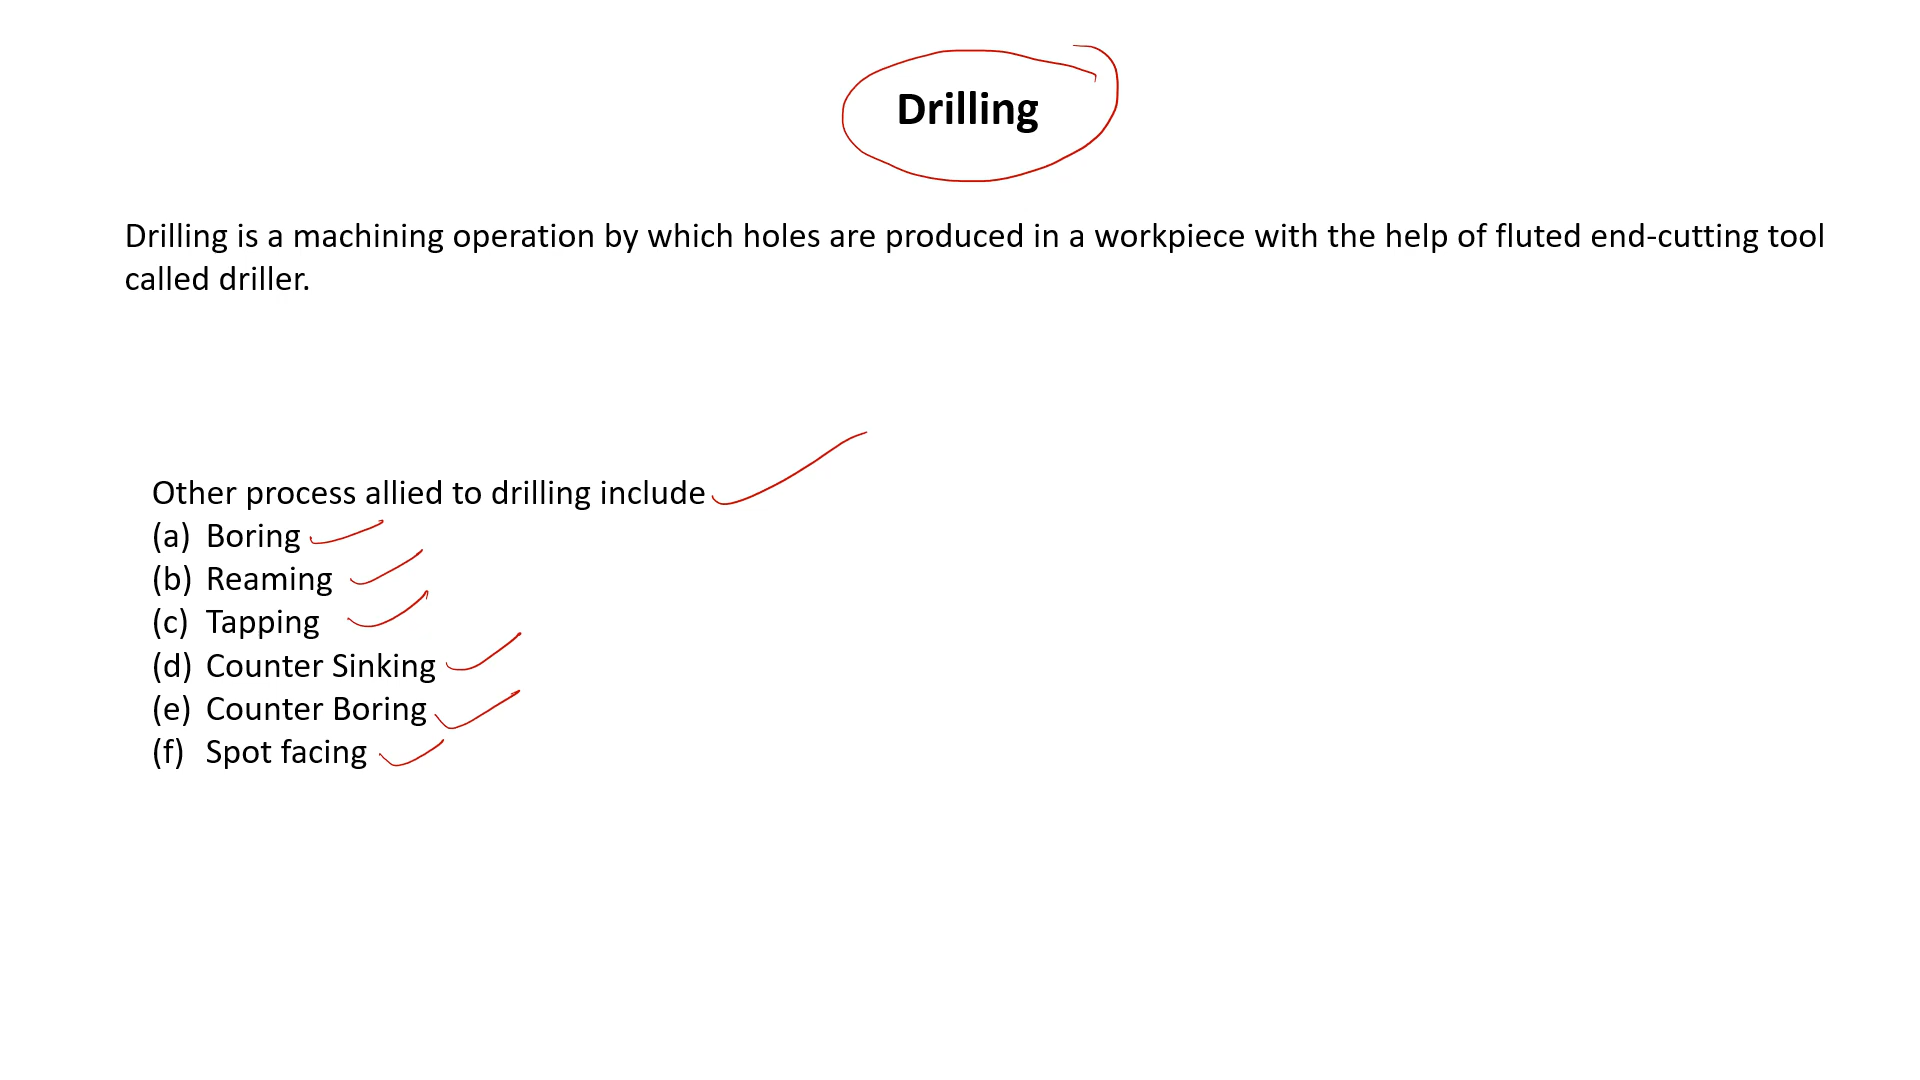 Drilling
Drilling is a machining operation by which holes are produced in a workpiece with the help of fluted end-cutting tool
called driller.
Other process allied to drilling include
(a) Boring
(b) Reaming
(c) Tapping
(d) Counter Sinking
(e) Counter Boring
(f) Spot facing